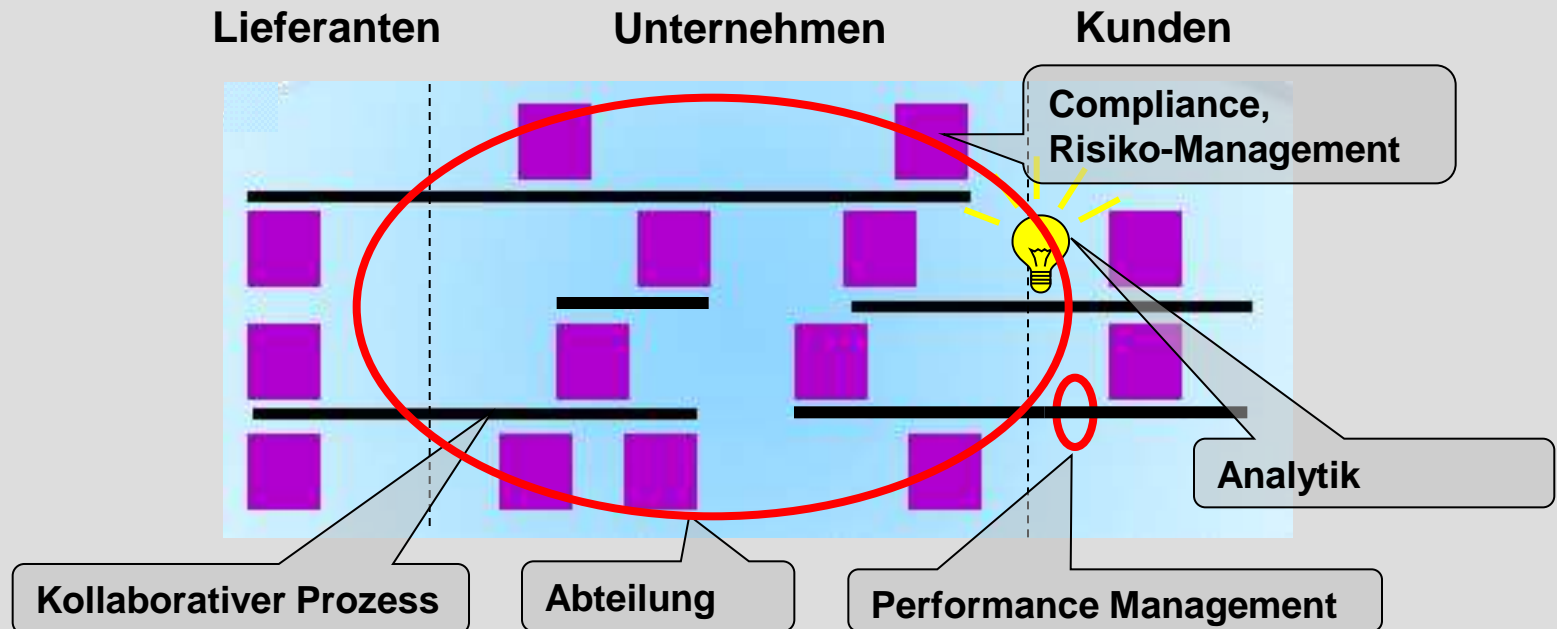 Lieferanten
Unternehmen
Kunden
Compliance,
Risiko-Management
Analytik
Kollaborativer Prozess
Abteilung
Performance Management